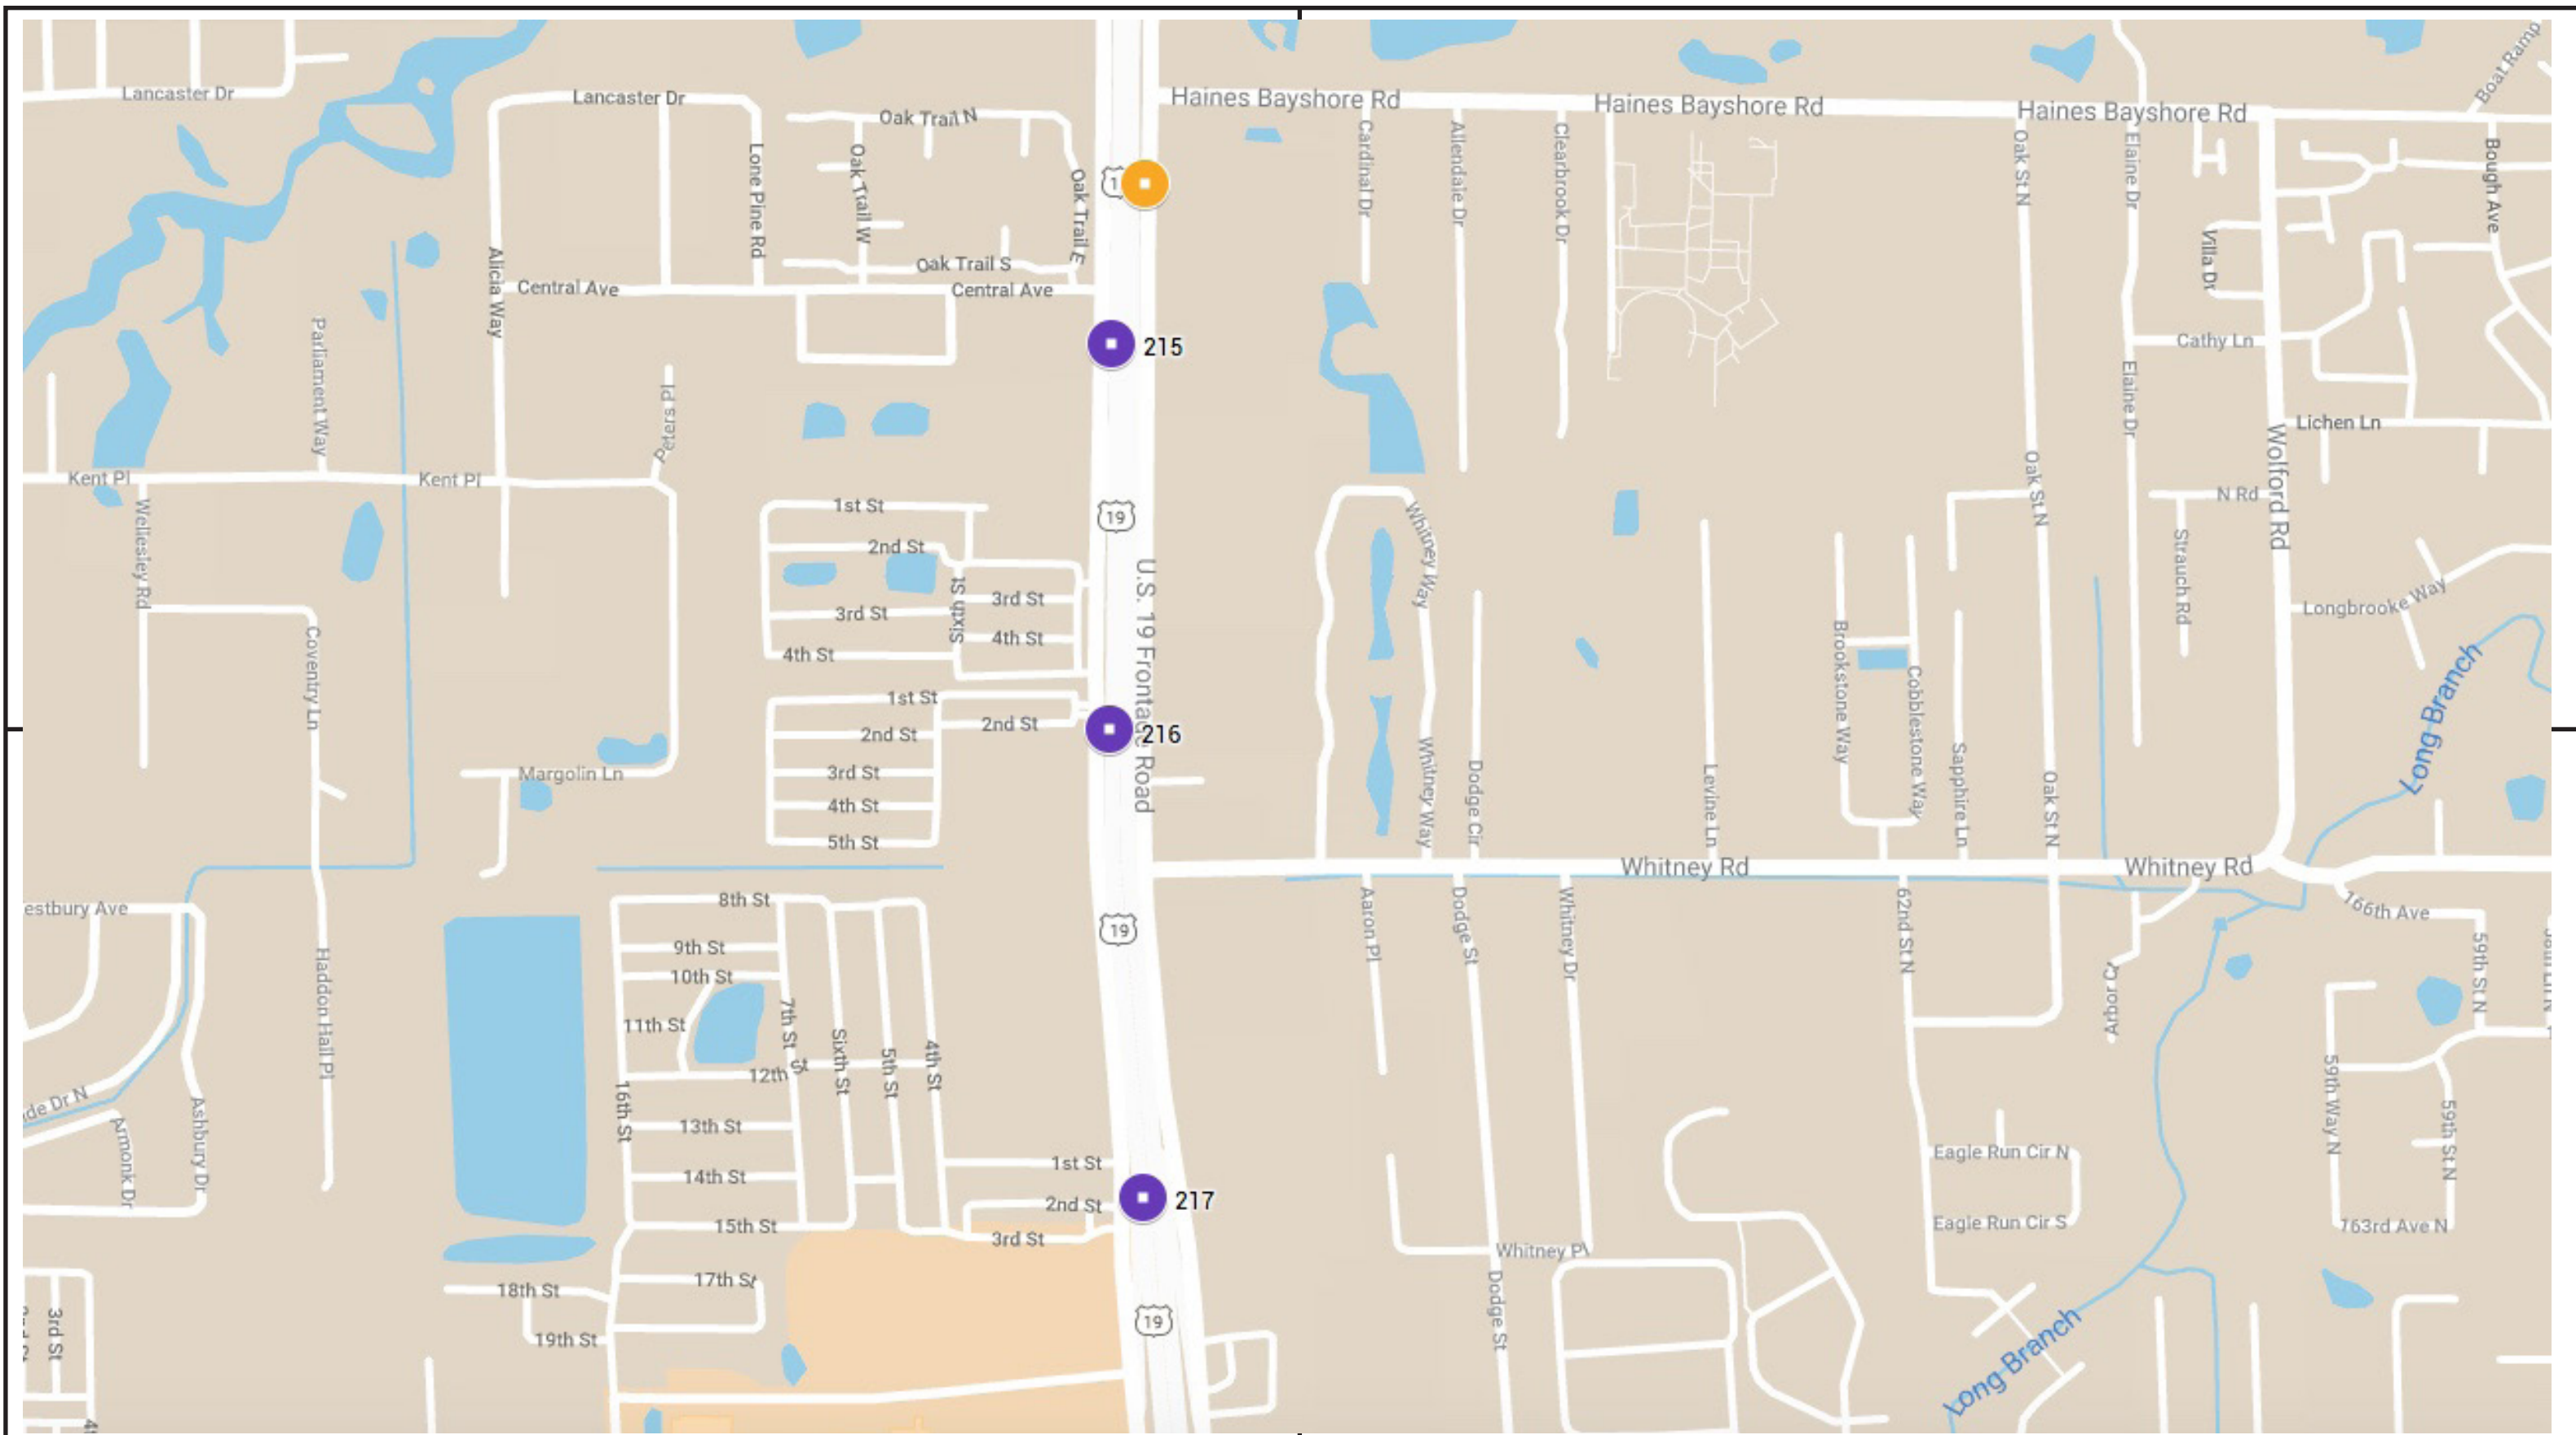 Boat Ramp
Lancaster Dr
Lancaster Dr
Haines Bayshore Rd
Haines Bayshore Rd
Haines Bayshore Rd
Oak Trail N
Cardinal Dr
Allendale Dr
Clearbrook Dr
Oak St N
Elaine Dr
Bough Ave
Lone Pine Rd
Oak Trail W
Oak Trail E
1
Villa Dr
Oak Trail S
Alicia Way
Central Ave
Central Ave
Parliament Way
215
Cathy Ln
Peters Pl
Elaine Dr
Lichen Ln
Wolford Rd
Kent Pl
Kent Pl
Oak St N
N Rd
Wellesley Rd
1st St
19
Whitney Way
Strauch Rd
2nd St
U.S. 19 Frontage Road
Sixth St
3rd St
3rd St
Longbrooke Way
Coventry Ln
4th St
4th St
Brookstone Way
Cobblestone Way
Long Branch
1st St
2nd St
2nd St
216
Whitney Way
Dodge Cir
Levine Ln
Sapphire Ln
Oak St N
Margolin Ln
3rd St
4th St
5th St
Whitney Rd
Whitney Rd
estbury Ave
8th St
19
Aaron Pl
Dodge St
Whitney Dr
62nd St N
166th Ave
59th St N
Haddon Hall Pl
9th St
10th St
7th St
11th St
Arbor Ct
Sixth St
5th St
4th St
12th St
16th St
59th Way N
59th St N
de Dr N
Armonk Dr
Ashbury Dr
13th St
1st St
Eagle Run Cir N
14th St
2nd St
217
15th St
3rd St
Whitney Pl
Eagle Run Cir S
163rd Ave N
17th St
18th St
19
Dodge St
3rd St
19th St
Long Branch